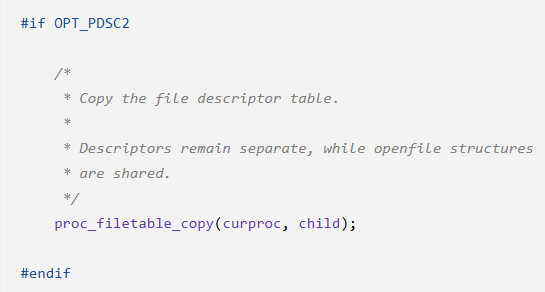 #if OPT_PDSC2
/*
* Copy the file descriptor table.
*
* Descriptors remain separate, while openfile structures
* are shared.
*/
proc_filetable_copy(curproc, child);
#endif